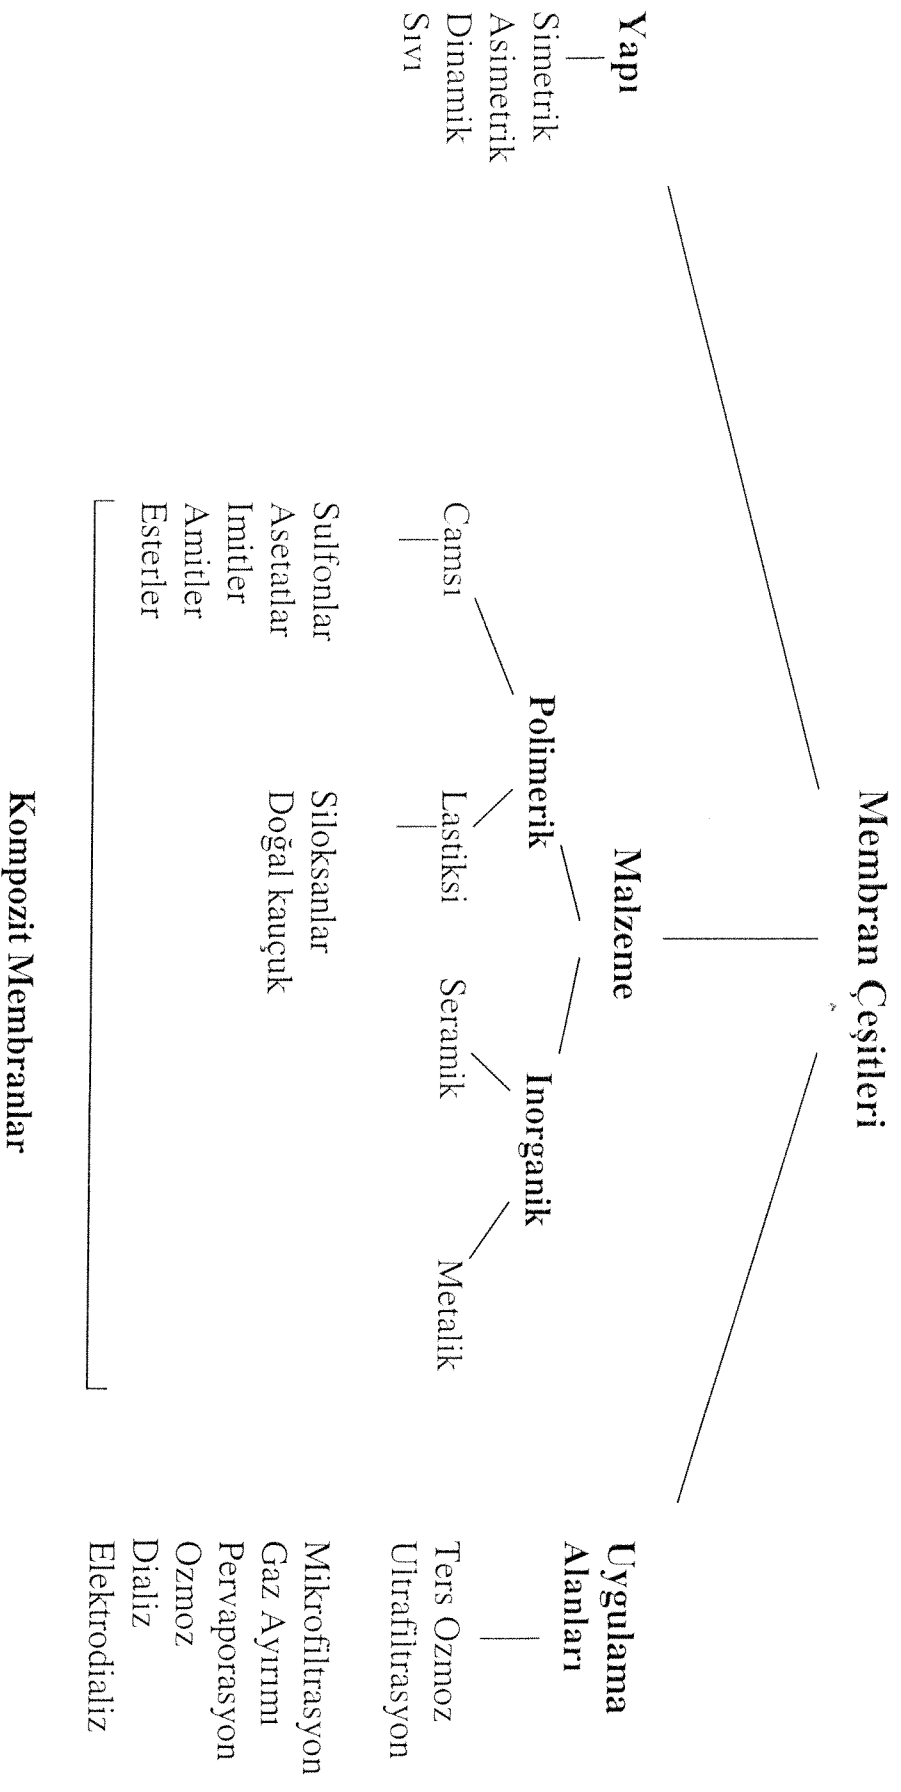 Membran Çeşitleri
Yapı
Simetrik
Asimetrik
Dinamik
Sıvı
Malzeme
Polimerik
Camsı
Sulfonlar
Asetatlar
Imitler
Amitler
Esterler
Lastiksi
Siloksanlar
Doğal kauçuk
Inorganik
Seramik
Metalik
Kompozit Membranlar
Uygulama
Alanları
Ters Ozmoz
Ultrafiltrasyon
Mikrofiltrasyon
Gaz Ayırımı
Pervaporasyon
Ozmoz
Dializ
Elektrodializ